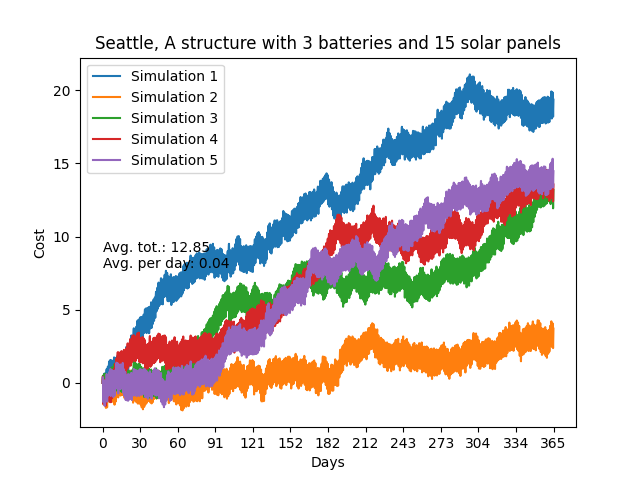 Seattle, A structure with 3 batteries and 15 solar panels
Simulation 1
Simulation 2
Simulation 3
Simulation 4
Simulation 5
Avg. tot.: 12.85
Avg. per day: 0.04
Cost
20
15
10
5
0
0 30 60 91 121 152 182 212 243 273 304 334 365
Days